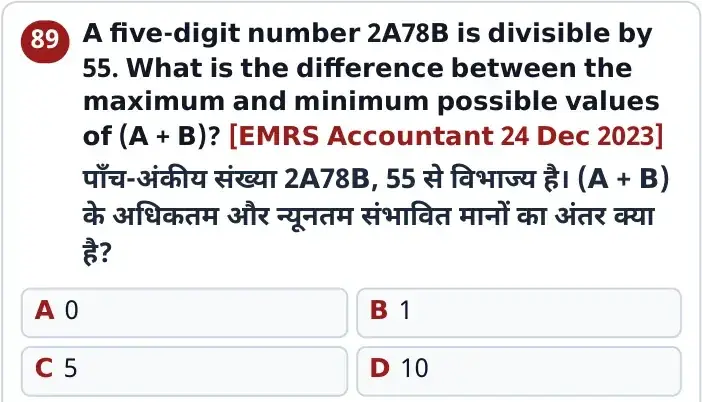 89 A five-digit number 2A78B is divisible by
55. What is the difference between the
maximum and minimum possible values
of (A + B)? [EMRS Accountant 24 Dec 2023]
पाँच-अंकीय संख्या 2A78B, 55 से विभाज्य है। (A + B)
के अधिकतम और न्यूनतम संभावित मानों का अंतर क्या
है?
A 0
B 1
C 5
D 10